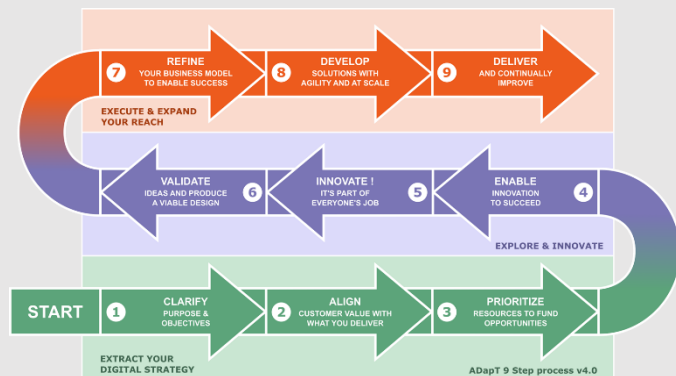 7
REFINE
YOUR BUSINESS MODEL
TO ENABLE SUCCESS
8
DEVELOP
SOLUTIONS WITH
AGILITY AND AT SCALE
9
DELIVER
AND CONTINUALLY
IMPROVE
EXECUTE & EXPAND
YOUR REACH
VALIDATE
IDEAS AND PRODUCE
A VIABLE DESIGN
6
INNOVATE !
IT'S PART OF
EVERYONE'S JOB
5
ENABLE
INNOVATION
TO SUCCEED
4
EXPLORE & INNOVATE
START
1
CLARIFY
PURPOSE &
OBJECTIVES
2
ALIGN
CUSTOMER VALUE WITH
WHAT YOU DELIVER
3
PRIORITIZE
RESOURCES TO FUND
OPPORTUNITIES
EXTRACT YOUR
DIGITAL STRATEGY
ADapT 9 Step process v4.0